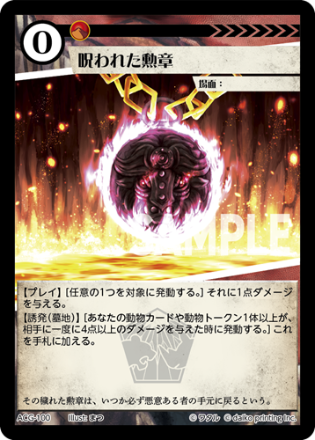 0
呪われた勲章
場面：
SAMPLE
【プレイ】[任意の1つを対象に発動する。]それに1点ダメージ
を与える。
【誘発(墓地)】[あなたの動物カードや動物トークン1体以上が、
相手に一度に4点以上のダメージを与えた時に発動する。]これ
を手札に加える。
その穢れた勲章は、いつか必ず悪意ある者の手元に戻るという。
ACG-100 Illust: まつ © ワタル © daiko printing inc.